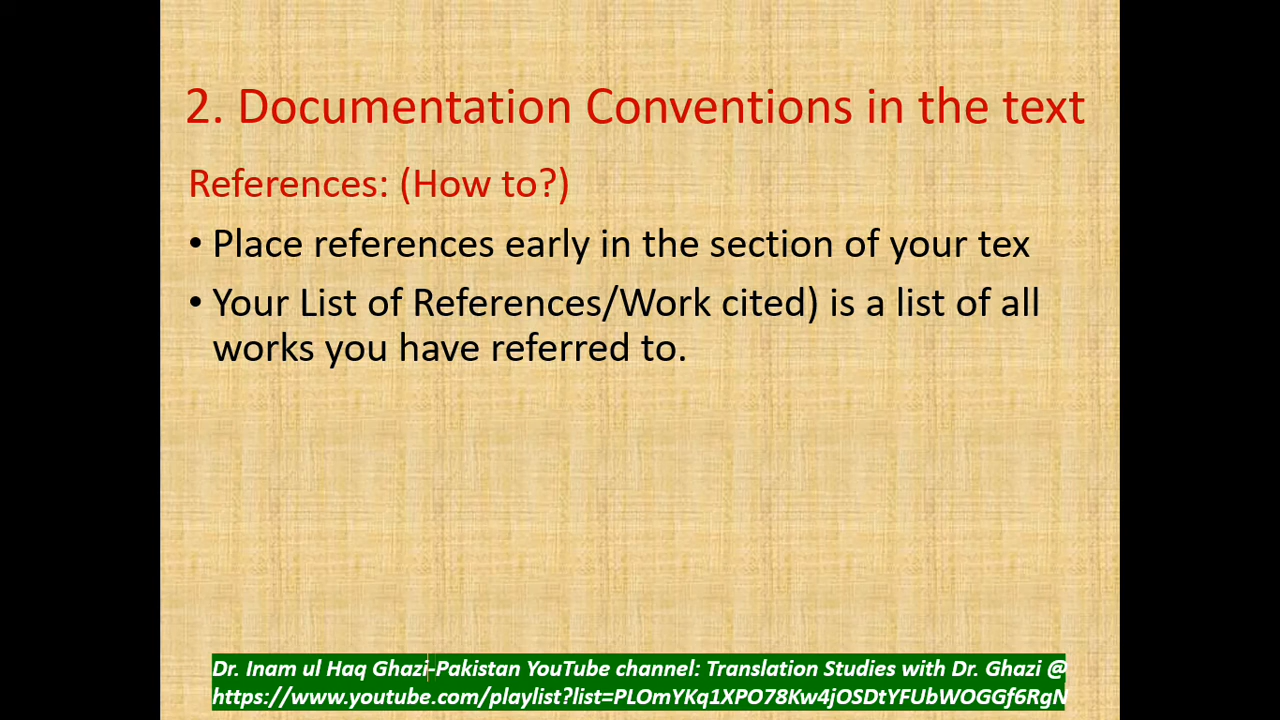 2. Documentation Conventions in the text
References: (How to?)
• Place references early in the section of your tex
• Your List of References/Work cited) is a list of all
works you have referred to.
Dr. Inam ul Haq Ghazi-Pakistan YouTube channel: Translation Studies with Dr. Ghazi @
https://www.youtube.com/playlist?list=PLOmYKq1XPO78Kw4jOSDtYFUbWOGGf6RgN